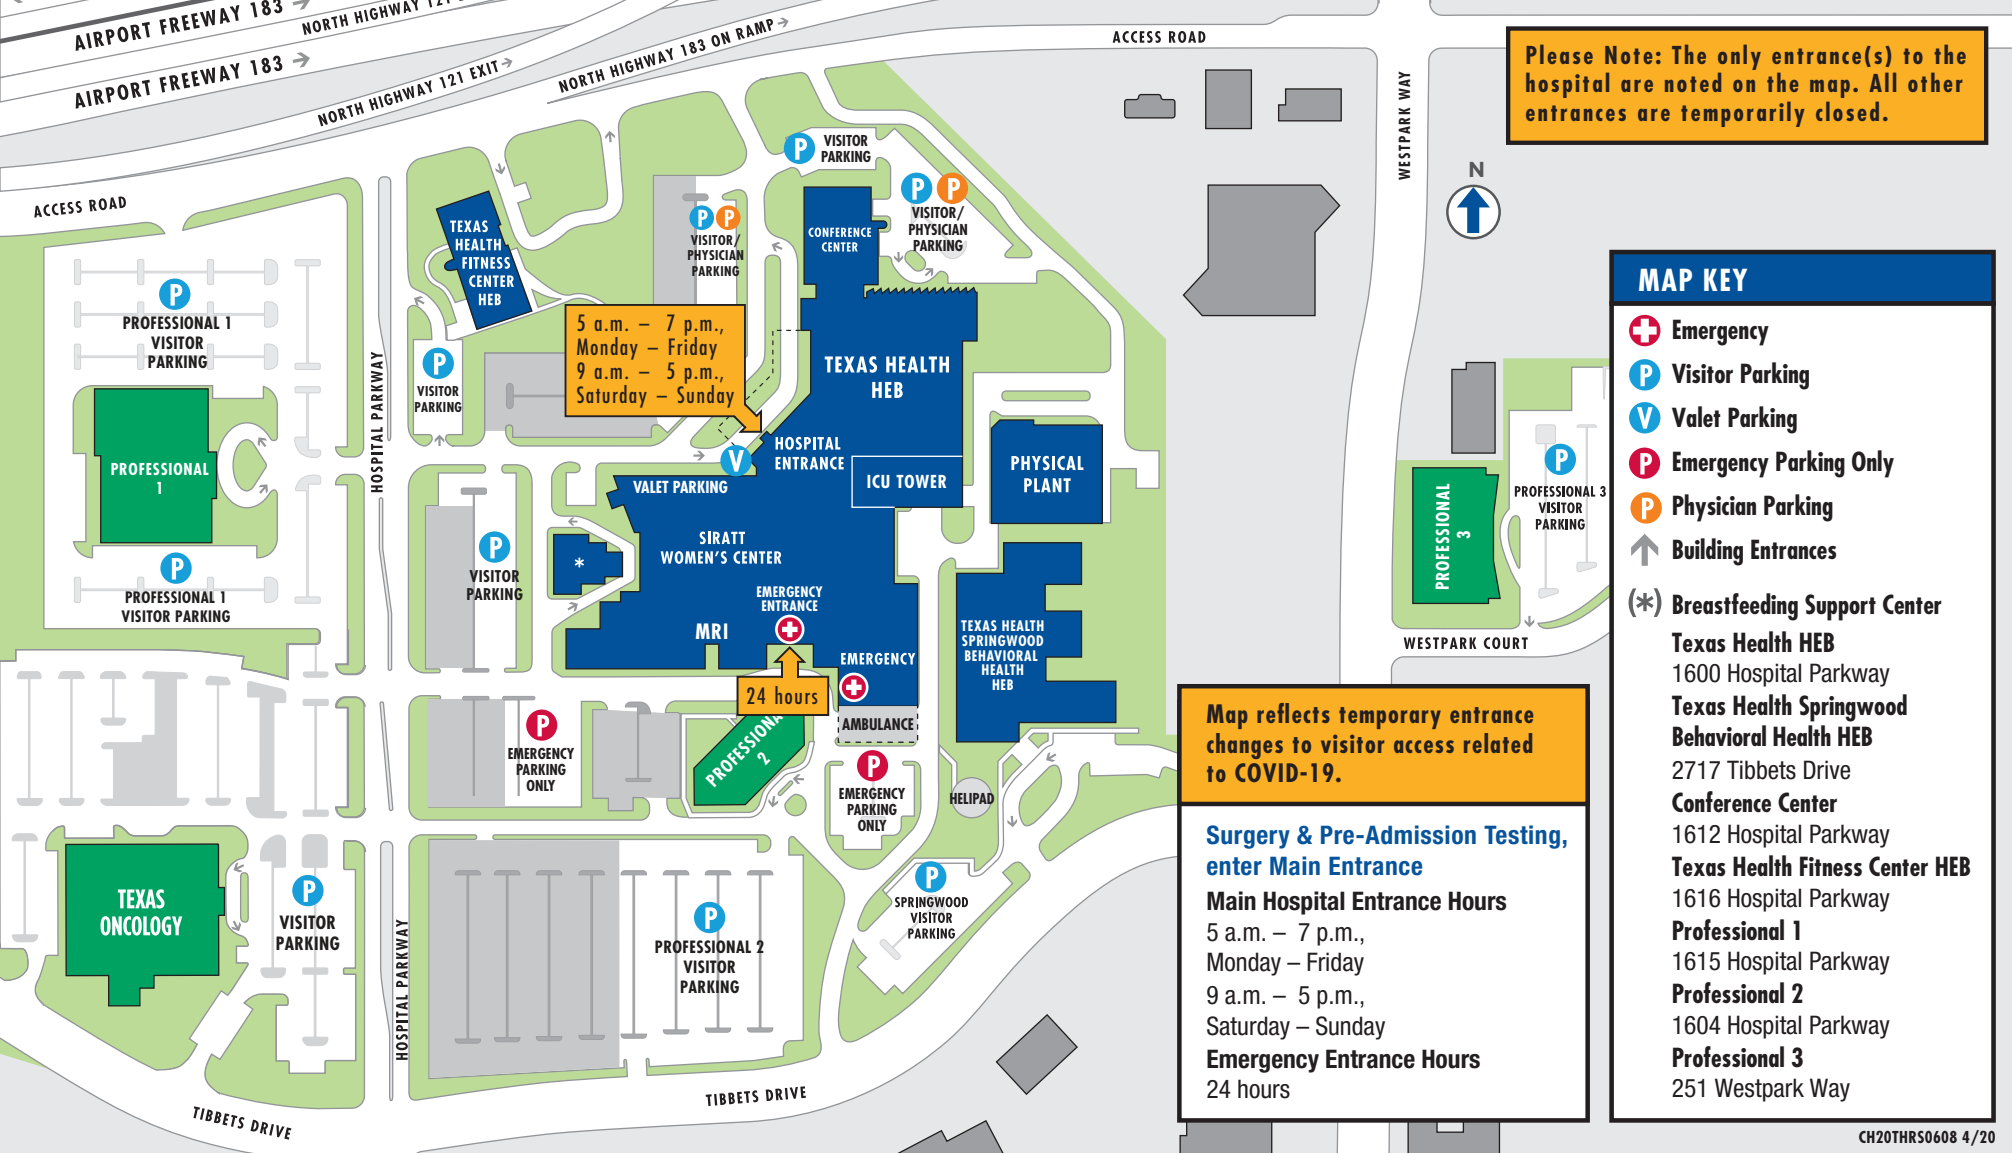 AIRPORT FREEWAY 183
NORTH HIGHWAY 121
AIRPORT FREEWAY 183
NORTH HIGHWAY 121 EXIT
NORTH HIGHWAY 183 ON RAMP
ACCESS ROAD
ACCESS ROAD
WESTPARK WAY
Please Note: The only entrance(s) to the
hospital are noted on the map. All other
entrances are temporarily closed.
N
P
VISITOR
PARKING
P P
VISITOR/
PHYSICIAN
PARKING
P P
VISITOR/
PHYSICIAN
PARKING
CONFERENCE
CENTER
TEXAS
HEALTH
FITNESS
CENTER
HEB
P
PROFESSIONAL 1
VISITOR
PARKING
HOSPITAL PARKWAY
P
VISITOR
PARKING
5 a.m. – 7 p.m.,
Monday – Friday
9 a.m. – 5 p.m.,
Saturday – Sunday
TEXAS HEALTH
HEB
HOSPITAL
ENTRANCE
V
VALET PARKING
ICU TOWER
PHYSICAL
PLANT
PROFESSIONAL
1
P
PROFESSIONAL 1
VISITOR PARKING
P
VISITOR
PARKING
*
SIRATT
WOMEN'S CENTER
EMERGENCY
ENTRANCE
MRI
EMERGENCY
24 hours
AMBULANCE
TEXAS HEALTH
SPRINGWOOD
BEHAVIORAL
HEALTH
HEB
PROFESSIONAL
3
P
PROFESSIONAL 3
VISITOR
PARKING
WESTPARK COURT
P
EMERGENCY
PARKING
ONLY
PROFESSIONA
2
P
EMERGENCY
PARKING
ONLY
HELIPAD
TEXAS
ONCOLOGY
P
VISITOR
PARKING
HOSPITAL PARKWAY
P
PROFESSIONAL 2
VISITOR
PARKING
P
SPRINGWOOD
VISITOR
PARKING
TIBBETS DRIVE
TIBBETS DRIVE
Map reflects temporary entrance
changes to visitor access related
to COVID-19.
Surgery & Pre-Admission Testing,
enter Main Entrance
Main Hospital Entrance Hours
5 a.m. – 7 p.m.,
Monday – Friday
9 a.m. – 5 p.m.,
Saturday – Sunday
Emergency Entrance Hours
24 hours
MAP KEY
Emergency
P Visitor Parking
V Valet Parking
P Emergency Parking Only
P Physician Parking
Building Entrances
(*) Breastfeeding Support Center
Texas Health HEB
1600 Hospital Parkway
Texas Health Springwood
Behavioral Health HEB
2717 Tibbets Drive
Conference Center
1612 Hospital Parkway
Texas Health Fitness Center HEB
1616 Hospital Parkway
Professional 1
1615 Hospital Parkway
Professional 2
1604 Hospital Parkway
Professional 3
251 Westpark Way
CH20THRS0608 4/20